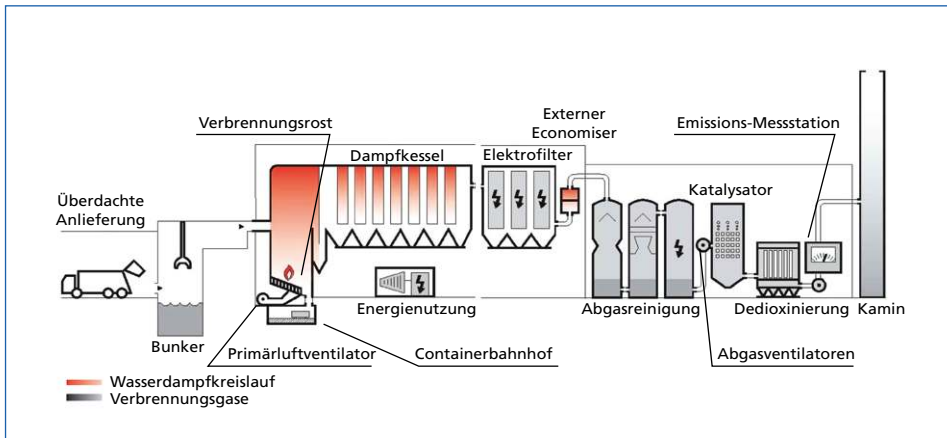 Verbrennungsrost
Externer
Economiser
Emissions-Messstation
Dampfkessel
Elektrofilter
Katalysator
Überdachte
Anlieferung
Energienutzung
Abgasreinigung
Dedioxinierung
Kamin
Bunker
Primärluftventilator
Containerbahnhof
Abgasventilatoren
Wasserdampfkreislauf
Verbrennungsgase